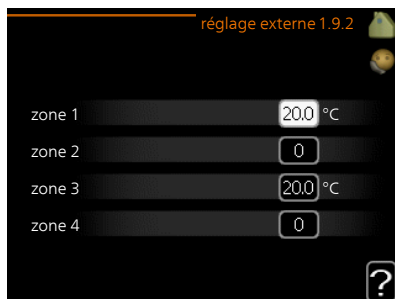 réglage externe 1.9.2
zone 1 20.0 °C
zone 2 0
zone 3 20.0 °C
zone 4 0
?